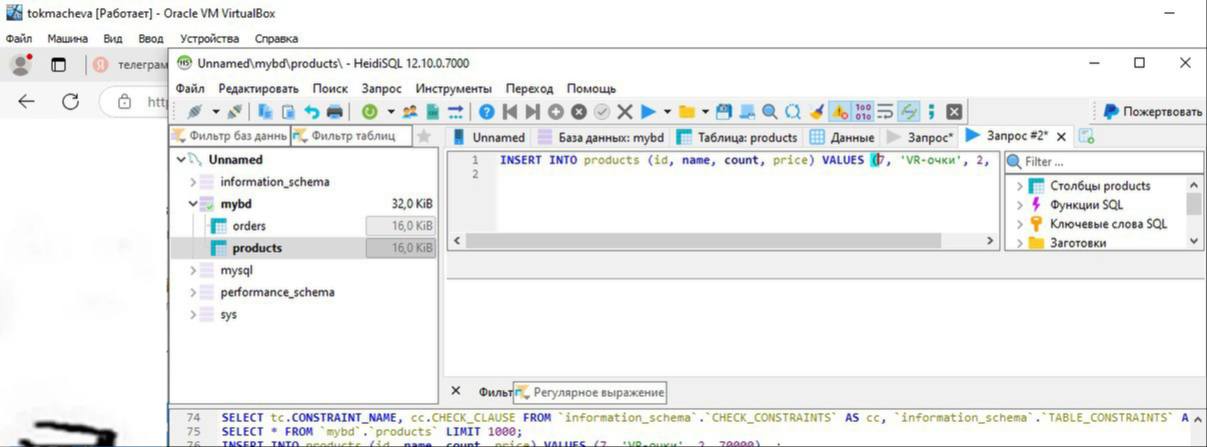 tokmacheva [Работает] - Oracle VM VirtualBox
Файл Машина Вид Ввод Устройства Справка
телеграм
Unnamed\mybd\products\ - HeidiSQL 12.10.0.7000
Файл Редактировать Поиск Запрос Инструменты Переход Помощь
Пожертвовать
Фильтр баз даннь Фильтр таблиц
Unnamed База данных: mybd Таблица: products Данные Запрос* Запрос #2*
Unnamed
information_schema
mybd 32,0 KiB
orders 16,0 KiB
products 16,0 KiB
mysql
performance_schema
sys
1 INSERT INTO products (id, name, count, price) VALUES (7, 'VR-очки', 2,
2
Filter ...
Столбцы products
Функции SQL
Ключевые слова SQL
Заготовки
Фильт Регулярное выражение
74 SELECT tc.CONSTRAINT_NAME, cc.CHECK_CLAUSE FROM `information_schema`.`CHECK_CONSTRAINTS` AS cc, `information_schema`.`TABLE_CONSTRAINTS` A
75 SELECT * FROM `mybd`.`products` LIMIT 1000;
76 INSERT INTO products (id, name, count, price) VALUES (7, 'VR-очки', 2, 70000) ;